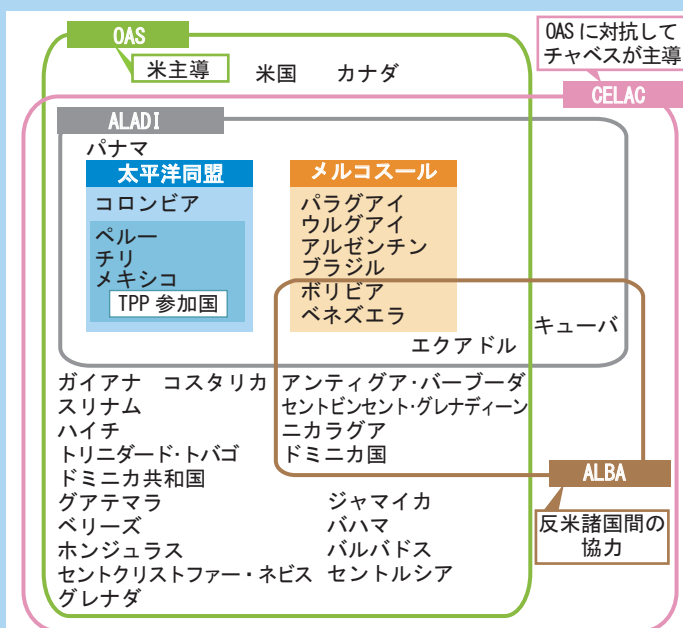 OAS
米主導
米国 カナダ
OASに対抗して
チャベスが主導
CELAC
ALADI
パナマ
太平洋同盟
コロンビア
ペルー
チリ
メキシコ
TPP 参加国
メルコスール
パラグアイ
ウルグアイ
アルゼンチン
ブラジル
ボリビア
ベネズエラ
エクアドル
キューバ
ガイアナ コスタリカ
スリナム
ハイチ
トリニダード・トバゴ
ドミニカ共和国
グアテマラ
ベリーズ
ホンジュラス
セントクリストファー・ネビス
グレナダ
アンティグア・バーブーダ
セントビンセント・グレナディーン
ニカラグア
ドミニカ国
ジャマイカ
バハマ
バルバドス
セントルシア
ALBA
反米諸国間の
協力